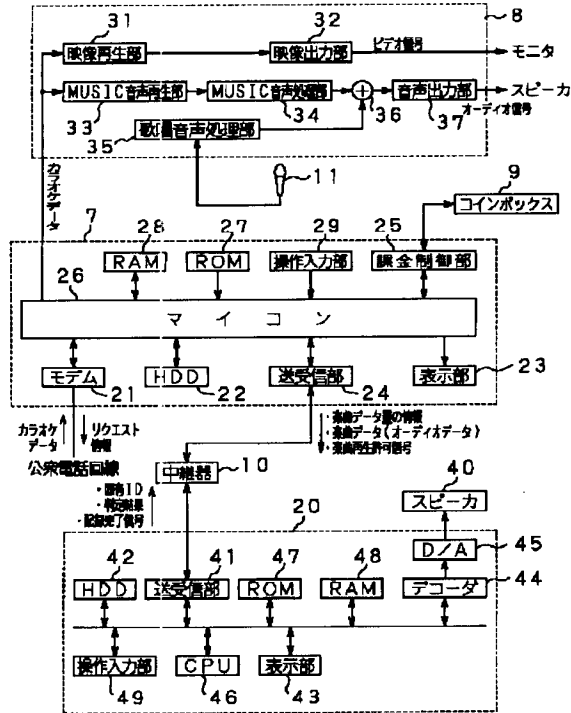 31
32
8
映像再生部
映像出力部
ビデオ信号
モニタ
MUSIC音声再生部
MUSIC音声処理部
音声出力部
スピーカ
33
34
36
37
オーディオ信号
35
歌唱音声処理部
11
カラオケデータ
9
コインボックス
7
28
27
29
25
RAM
ROM
操作入力部
課金制御部
26
マイコン
モデム
HDD
送受信部
表示部
23
21
22
24
カラオケ
データ
リクエスト
情報
公衆電話回線
・楽曲データ量の情報
・楽曲データ(オーディオデータ)
・楽曲再生許可信号
中継器
10
・固有ID
・判定結果
・記録完了信号
40
スピーカ
20
D/A
45
42
41
47
48
HDD
送受信部
ROM
RAM
デコーダ
44
操作入力部
CPU
表示部
49
46
43